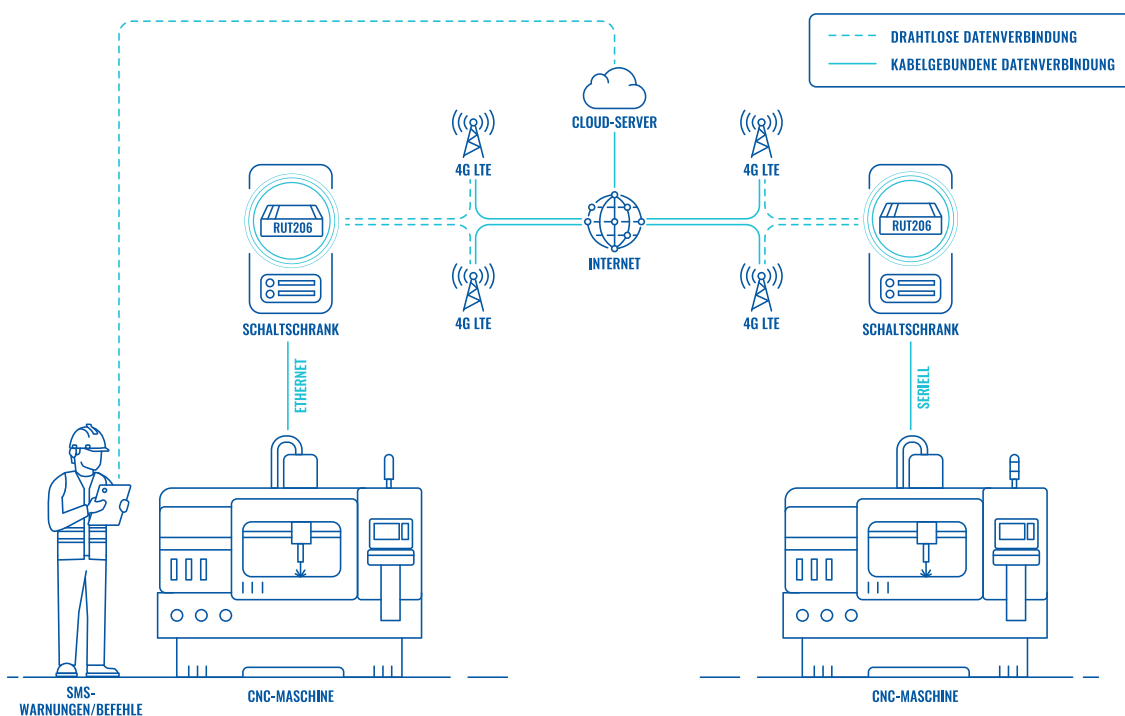 DRAHTLOSE DATENVERBINDUNG
KABELGEBUNDENE DATENVERBINDUNG
CLOUD-SERVER
4G LTE
4G LTE
RUT206
RUT206
INTERNET
4G LTE
4G LTE
SCHALTSCHRANK
SCHALTSCHRANK
ETHERNET
SERIELL
SMS-
WARNUNGEN/BEFEHLE
CNC-MASCHINE
CNC-MASCHINE